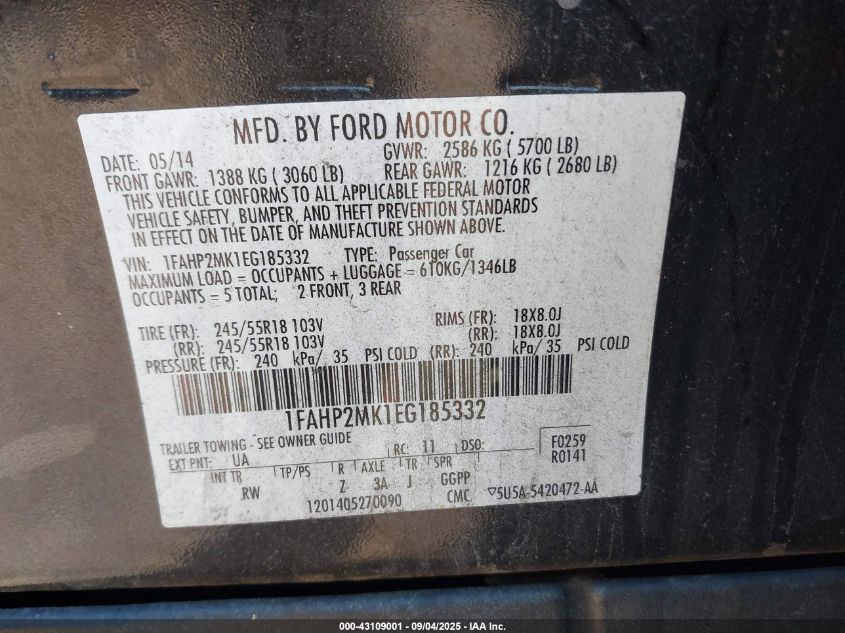 MFD. BY FORD MOTOR CO.
DATE: 05/14 GVWR: 2586 KG ( 5700 LB)
FRONT GAWR: 1388 KG ( 3060 LB) REAR GAWR: 1216 KG ( 2680 LB)
THIS VEHICLE CONFORMS TO ALL APPLICABLE FEDERAL MOTOR
VEHICLE SAFETY, BUMPER, AND THEFT PREVENTION STANDARDS
IN EFFECT ON THE DATE OF MANUFACTURE SHOWN ABOVE.
VIN: 1FAHP2MK1EG185332 TYPE: Passenger Car
MAXIMUM LOAD = OCCUPANTS + LUGGAGE = 610KG/1346LB
OCCUPANTS = 5 TOTAL; 2 FRONT, 3 REAR
TIRE (FR): 245/55R18 103V RIMS (FR): 18X8.0J
(RR): 245/55R18 103V (RR): 18X8.0J
PRESSURE (FR): 240 kPa/ 35 PSI COLD (RR): 240 kPa/ 35 PSI COLD
1FAHP2MK1EG185332
TRAILER TOWING - SEE OWNER GUIDE RC: 11 DSO: F0259
EXT PNT: UA R0141
INT TR TP/PS R AXLE TR SPR
RW Z 3A J GGPP
1201405270090 CMC ▽5U5A-5420472-AA
000-43109001 - 09/04/2025 - IAA Inc.